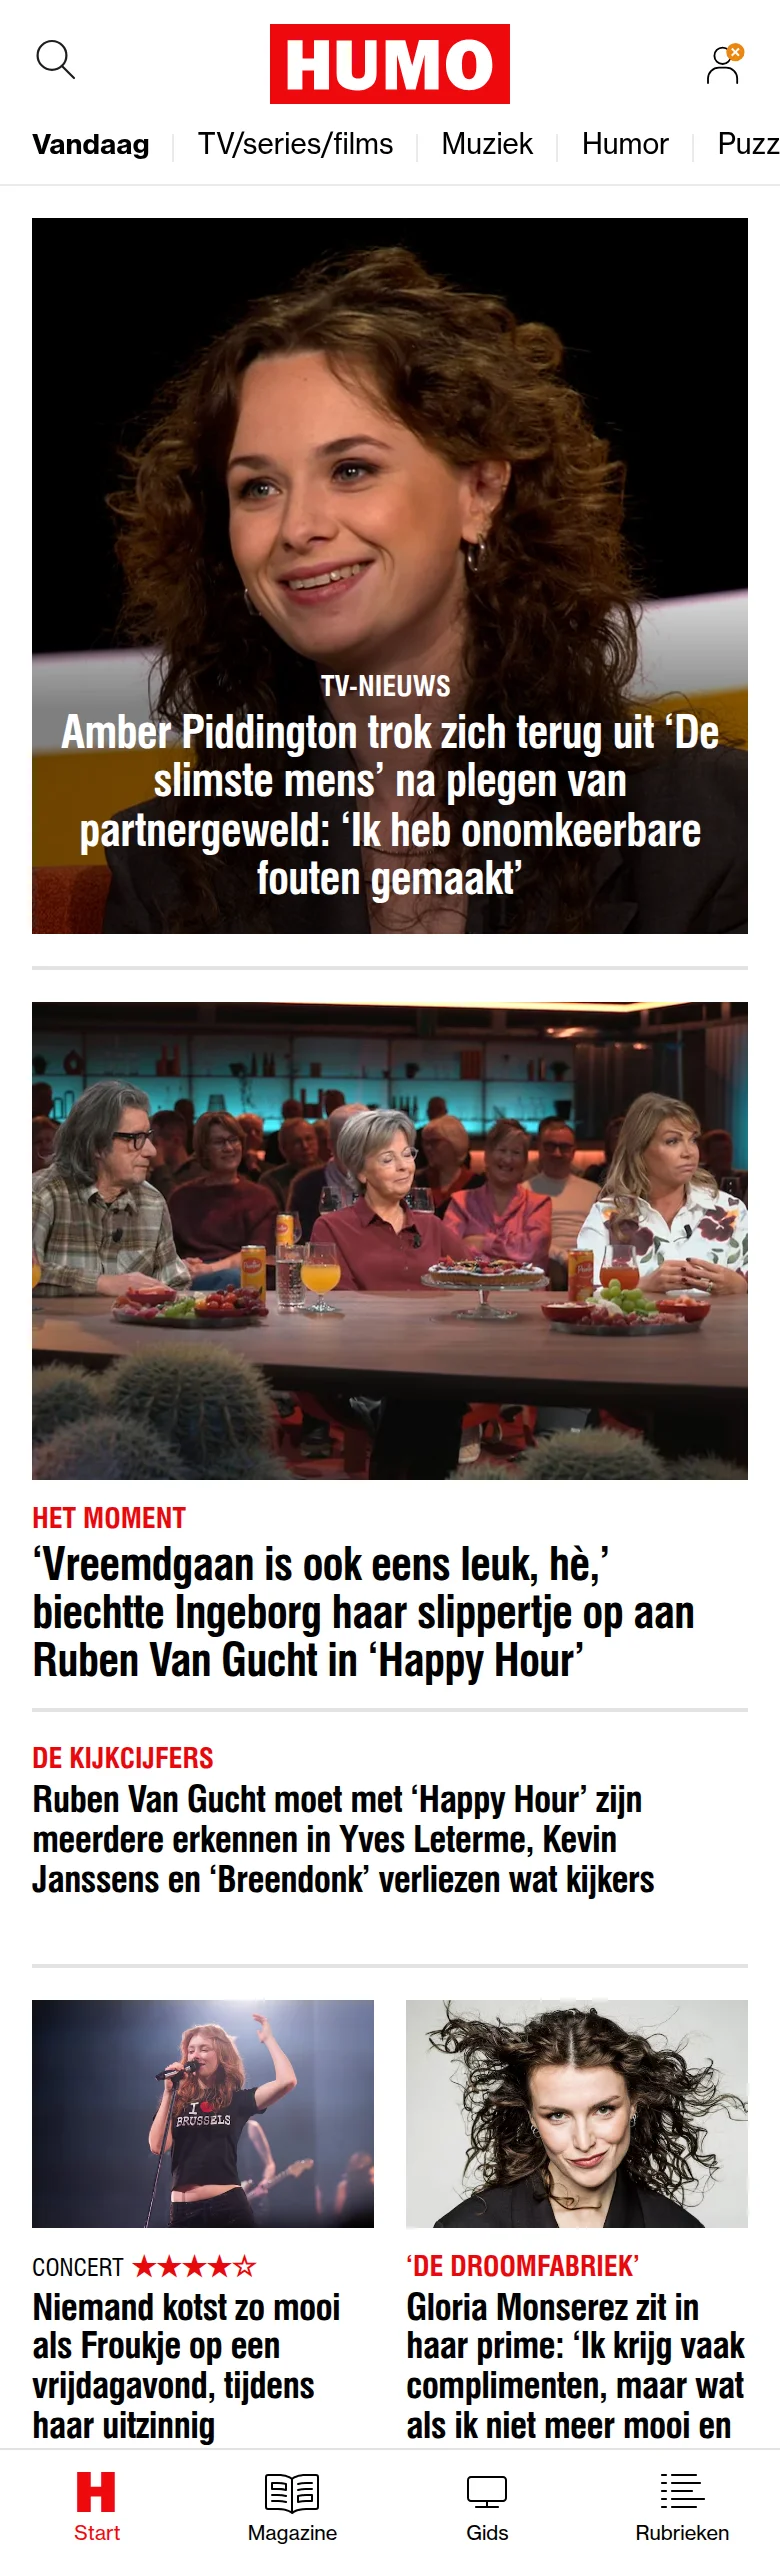 HUMO
Vandaag
TV/series/films
Muziek
Humor
Puzz
TV-NIEUWS
Amber Piddington trok zich terug uit ‘De
slimste mens’ na plegen van
partnergeweld: ‘Ik heb onomkeerbare
fouten gemaakt’
HET MOMENT
‘Vreemdgaan is ook eens leuk, hè,’
biechtte Ingeborg haar slippertje op aan
Ruben Van Gucht in ‘Happy Hour’
DE KIJKCIJFERS
Ruben Van Gucht moet met ‘Happy Hour’ zijn
meerdere erkennen in Yves Leterme, Kevin
Janssens en ‘Breendonk’ verliezen wat kijkers
I
BRUSSELS
CONCERT ★★★★☆
Niemand kotst zo mooi
als Froukje op een
vrijdagavond, tijdens
haar uitzinnig
‘DE DROOMFABRIEK’
Gloria Monserez zit in
haar prime: ‘Ik krijg vaak
complimenten, maar wat
als ik niet meer mooi en
Start
Magazine
Gids
Rubrieken